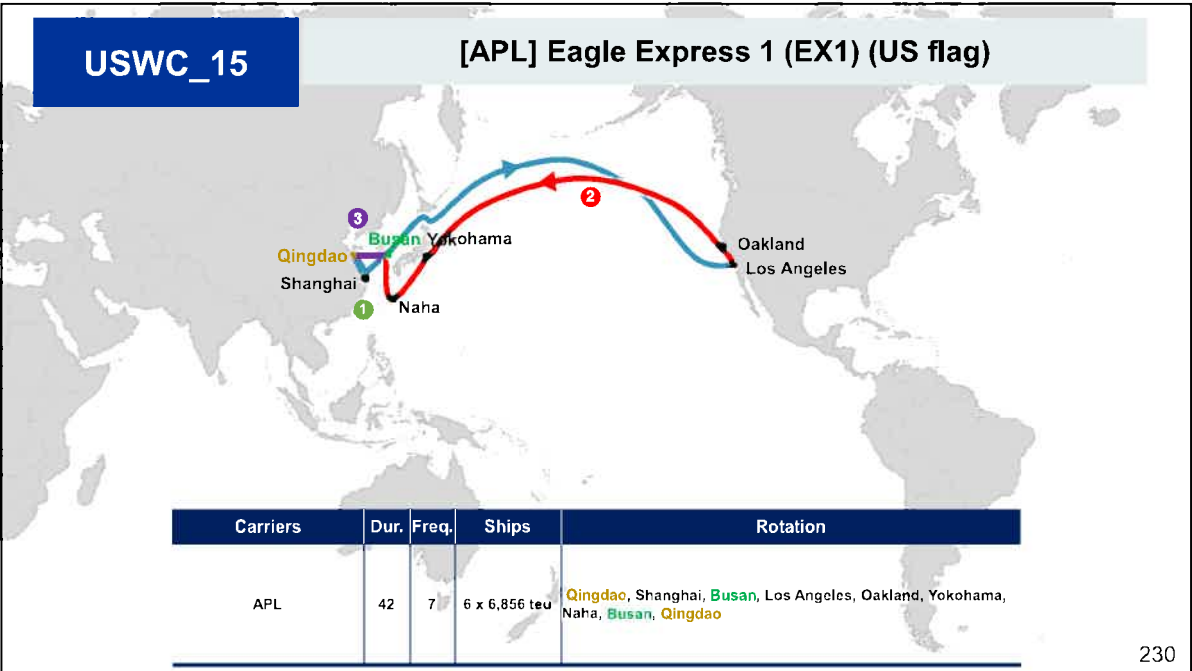 USWC_15
[APL] Eagle Express 1 (EX1) (US flag)
3
2
Busan
Yokohama
Qingdao
Oakland
Los Angeles
Shanghai
1
Naha
Carriers
Dur.
Freq.
Ships
Rotation
APL
42
7
6 x 6,856 teu
Qingdao, Shanghai, Busan, Los Angeles, Oakland, Yokohama,
Naha, Busan, Qingdao
230